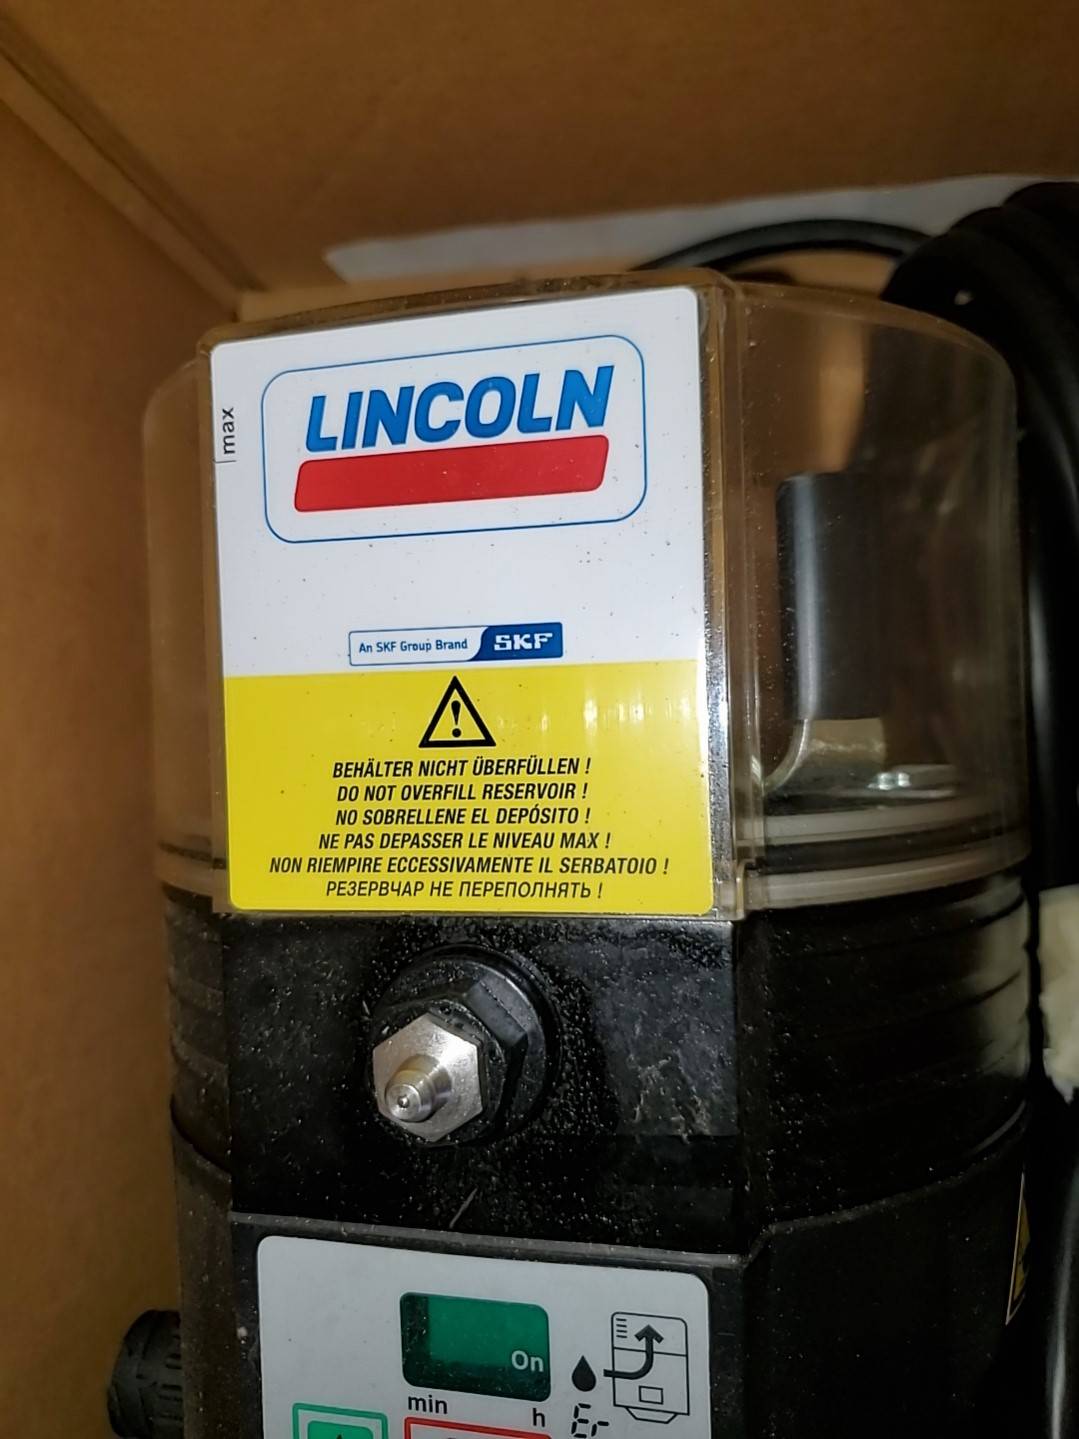 max
LINCOLN
An SKF Group Brand SKF
BEHÄLTER NICHT ÜBERFÜLLEN !
DO NOT OVERFILL RESERVOIR !
NO SOBRELLENE EL DEPÓSITO !
NE PAS DEPASSER LE NIVEAU MAX !
NON RIEMPIRE ECCESSIVAMENTE IL SERBATOIO !
РЕЗЕРВЧАР НЕ ПЕРЕПОЛНЯТЬ !
On
min h
Er